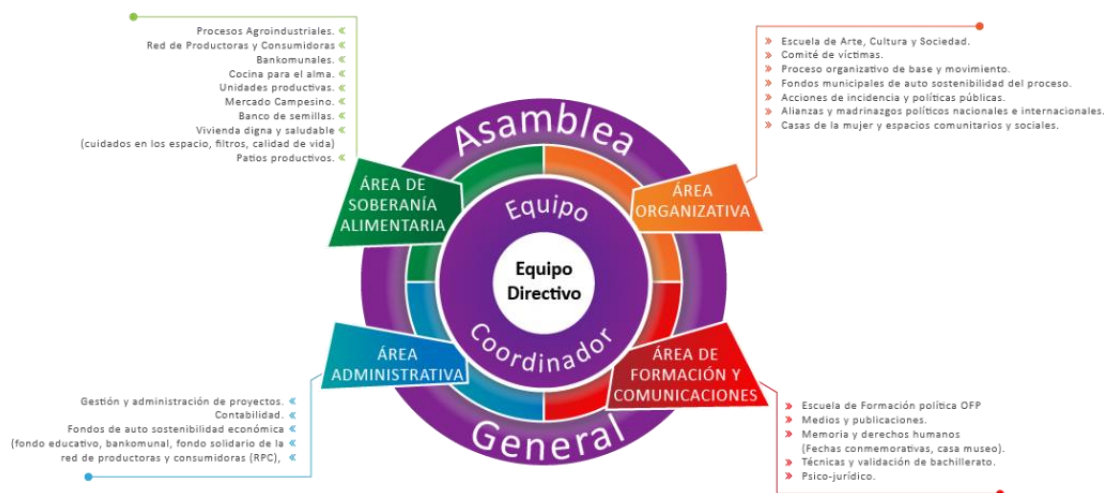 Procesos Agroindustriales.
Red de Productoras y Consumidoras
Bankomunales.
Cocina para el alma.
Unidades productivas.
Mercado Campesino.
Banco de semillas.
Vivienda digna y saludable
(cuidados en los espacio, filtros, calidad de vida)
Patios productivos.
Escuela de Arte, Cultura y Sociedad.
Comité de víctimas.
Proceso organizativo de base y movimiento.
Fondos municipales de auto sostenibilidad del proceso.
Acciones de incidencia y políticas públicas.
Alianzas y madrinazgos políticos nacionales e internacionales.
Casas de la mujer y espacios comunitarios y sociales.
Asamblea
ÁREA DE
SOBERANÍA
ALIMENTARIA
ÁREA
ORGANIZATIVA
Equipo
Equipo
Directivo
Coordinador
ÁREA
ADMINISTRATIVA
ÁREA DE
FORMACIÓN Y
COMUNICACIONES
General
Gestión y administración de proyectos.
Contabilidad.
Fondos de auto sostenibilidad económica
(fondo educativo, bankomunal, fondo solidario de la
red de productoras y consumidoras (RPC),
Escuela de Formación política OFP
Medios y publicaciones.
Memoria y derechos humanos
(Fechas conmemorativas, casa museo).
Técnicas y validación de bachillerato.
Psico-jurídico.